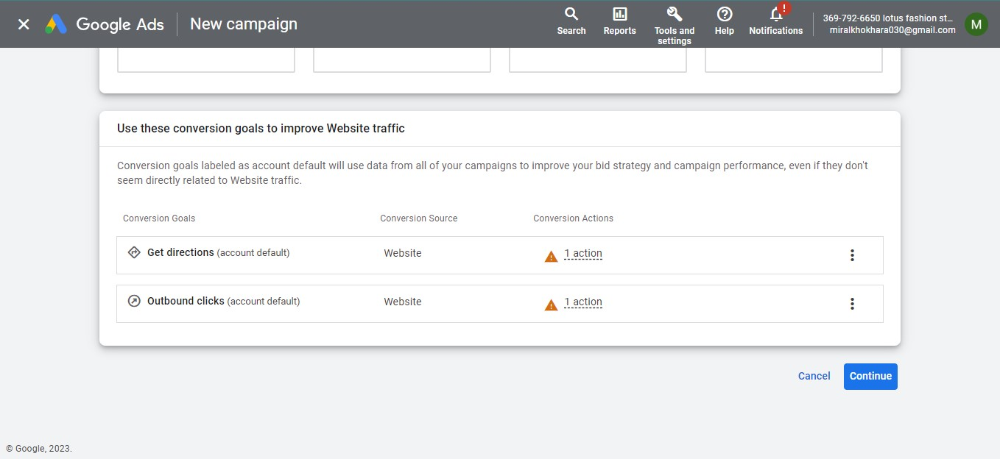 Google Ads
New campaign
Search
Reports
Tools and
settings
Help
!
Notifications
369-792-6650 lotus fashion st...
miralkhokhara030@gmail.com
M
Use these conversion goals to improve Website traffic
Conversion goals labeled as account default will use data from all of your campaigns to improve your bid strategy and campaign performance, even if they don't
seem directly related to Website traffic.
Conversion Goals Conversion Source Conversion Actions
Get directions (account default) Website 1 action
Outbound clicks (account default) Website 1 action
Cancel Continue
© Google, 2023.